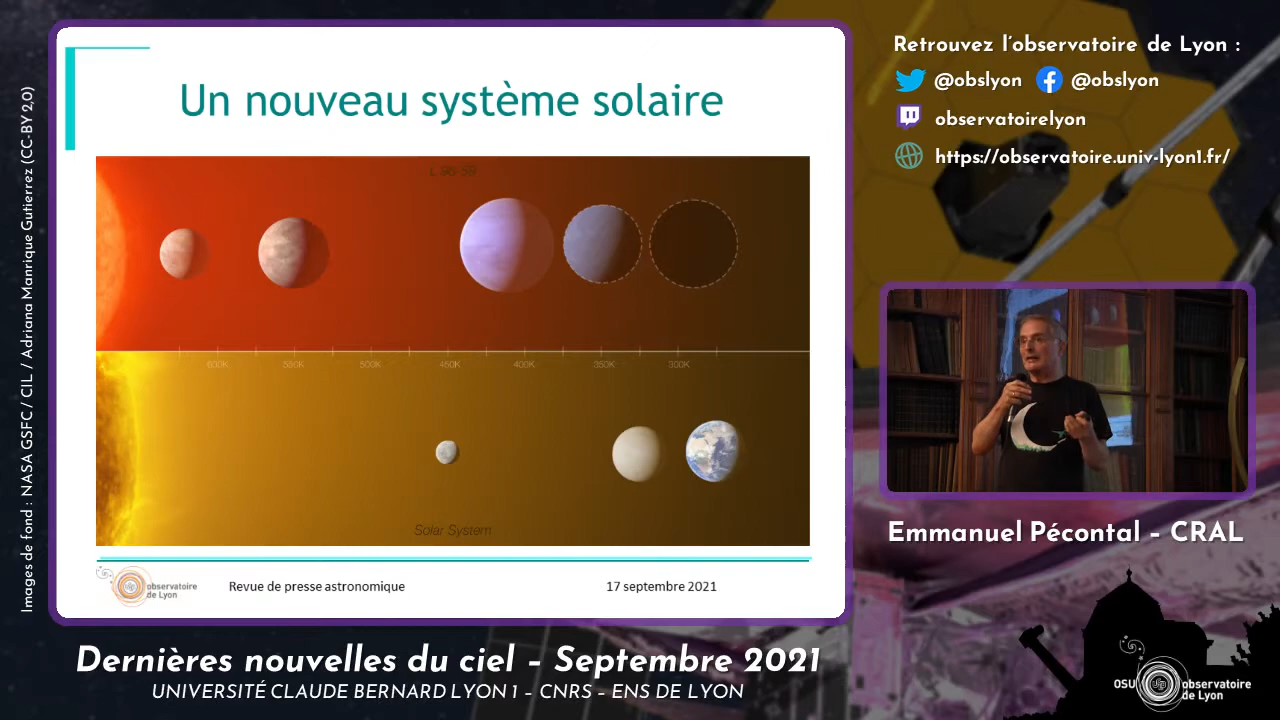 Images de fond : NASA GSFC / CIL / Adriana Manrique Gutierrez (CC-BY 2,0)
Un nouveau système solaire
L 98-59
600K 550K 500K 450K 400K 350K 300K
Solar System
observatoire
de Lyon
Revue de presse astronomique
17 septembre 2021
Dernières nouvelles du ciel – Septembre 2021
UNIVERSITÉ CLAUDE BERNARD LYON 1 – CNRS – ENS DE LYON
Retrouvez l'observatoire de Lyon :
@obslyon @obslyon
observatoirelyon
https://observatoire.univ-lyon1.fr/
Emmanuel Pécontal – CRAL
OSUL observatoire
de Lyon